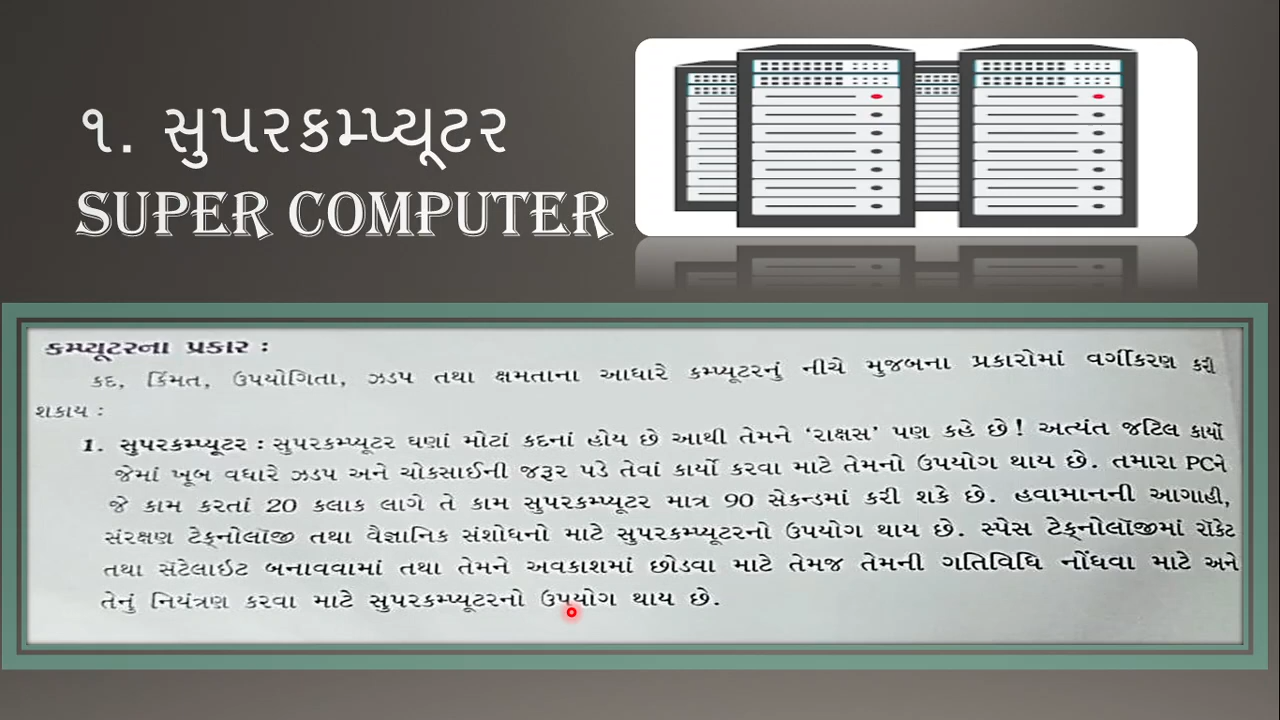 ૧. સુપરકમ્પ્યૂટર
SUPER COMPUTER
કમ્પ્યૂટરના પ્રકાર :
કદ, કિંમત, ઉપયોગિતા, ઝડપ તથા ક્ષમતાના આધારે કમ્પ્યૂટરનું નીચે મુજબના પ્રકારોમાં વર્ગીકરણ કરી
શકાય :
1. સુપરકમ્પ્યૂટર : સુપરકમ્પ્યૂટર ઘણાં મોટાં કદનાં હોય છે આથી તેમને ‘રાક્ષસ’ પણ કહે છે! અત્યંત જટિલ કાર્યો
જેમાં ખૂબ વધારે ઝડપ અને ચોકસાઈની જરૂર પડે તેવાં કાર્યો કરવા માટે તેમનો ઉપયોગ થાય છે. તમારા PCને
જે કામ કરતાં 20 કલાક લાગે તે કામ સુપરકમ્પ્યૂટર માત્ર 90 સેકન્ડમાં કરી શકે છે. હવામાનની આગાહી,
સંરક્ષણ ટેક્નોલૉજી તથા વૈજ્ઞાનિક સંશોધનો માટે સુપરકમ્પ્યૂટરનો ઉપયોગ થાય છે. સ્પેસ ટેક્નોલૉજીમાં રૉકેટ
તથા સૅટેલાઇટ બનાવવામાં તથા તેમને અવકાશમાં છોડવા માટે તેમજ તેમની ગતિવિધિ નોંધવા માટે અને
તેનું નિયંત્રણ કરવા માટે સુપરકમ્પ્યૂટરનો ઉપયોગ થાય છે.